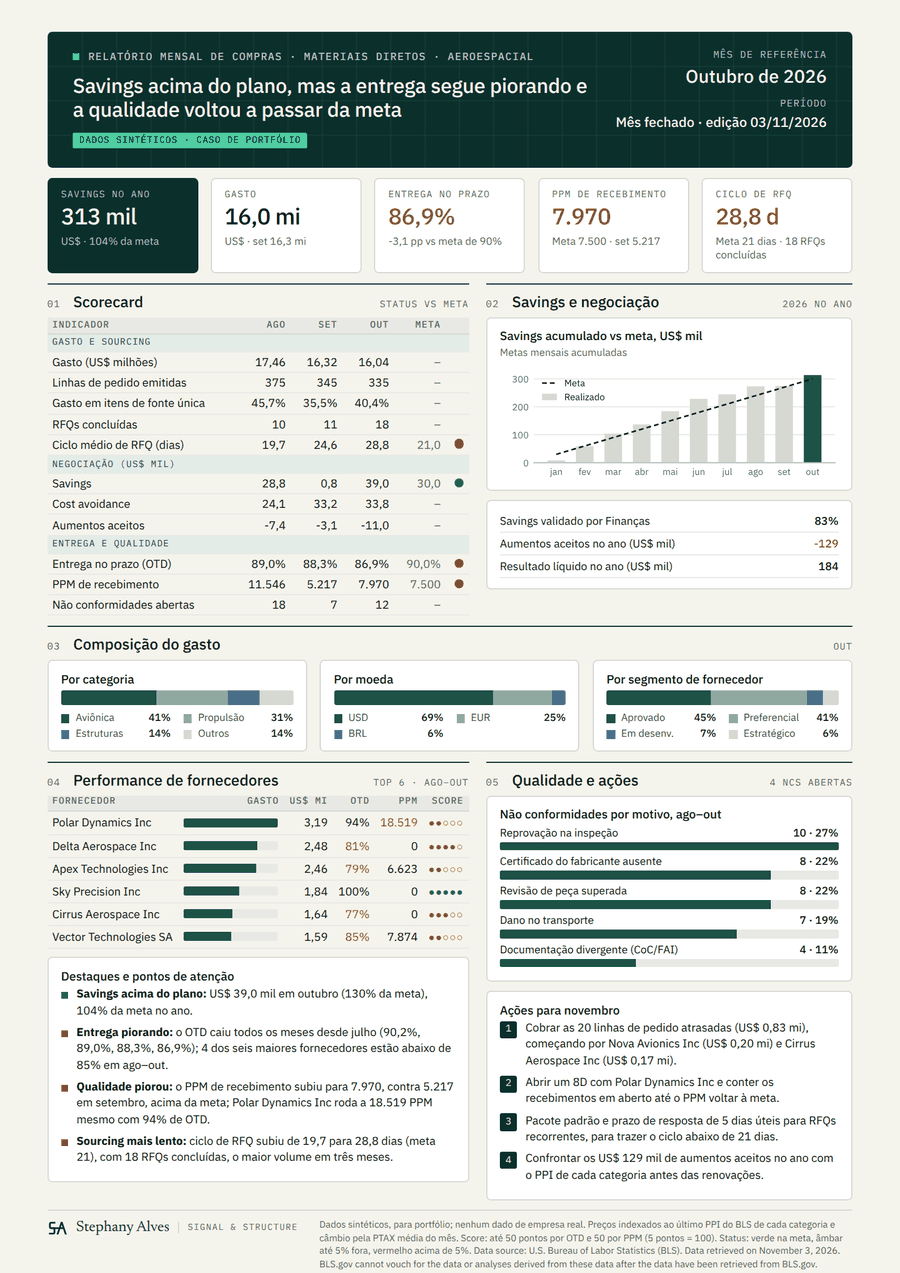 RELATÓRIO MENSAL DE COMPRAS · MATERIAIS DIRETOS · AEROESPACIAL
Savings acima do plano, mas a entrega segue piorando e
a qualidade voltou a passar da meta
DADOS SINTÉTICOS · CASO DE PORTFÓLIO
MÊS DE REFERÊNCIA
Outubro de 2026
PERÍODO
Mês fechado · edição 03/11/2026
SAVINGS NO ANO
313 mil
US$ · 104% da meta
GASTO
16,0 mi
US$ · set 16,3 mi
ENTREGA NO PRAZO
86,9%
-3,1 pp vs meta de 90%
PPM DE RECEBIMENTO
7.970
Meta 7.500 · set 5.217
CICLO DE RFQ
28,8 d
Meta 21 dias · 18 RFQs
concluídas
01 Scorecard STATUS VS META
INDICADOR AGO SET OUT META
GASTO E SOURCING
Gasto (US$ milhões) 17,46 16,32 16,04 –
Linhas de pedido emitidas 375 345 335 –
Gasto em itens de fonte única 45,7% 35,5% 40,4% –
RFQs concluídas 10 11 18 –
Ciclo médio de RFQ (dias) 19,7 24,6 28,8 21,0
NEGOCIAÇÃO (US$ MIL)
Savings 28,8 0,8 39,0 30,0
Cost avoidance 24,1 33,2 33,8 –
Aumentos aceitos -7,4 -3,1 -11,0 –
ENTREGA E QUALIDADE
Entrega no prazo (OTD) 89,0% 88,3% 86,9% 90,0%
PPM de recebimento 11.546 5.217 7.970 7.500
Não conformidades abertas 18 7 12 –
02 Savings e negociação 2026 NO ANO
Savings acumulado vs meta, US$ mil
Metas mensais acumuladas
300
200
100
0
Meta
Realizado
jan fev mar abr mai jun jul ago set out
Savings validado por Finanças 83%
Aumentos aceitos no ano (US$ mil) -129
Resultado líquido no ano (US$ mil) 184
03 Composição do gasto OUT
Por categoria
Aviônica 41% Propulsão 31%
Estruturas 14% Outros 14%
Por moeda
USD 69% EUR 25%
BRL 6%
Por segmento de fornecedor
Aprovado 45% Preferencial 41%
Em desenv. 7% Estratégico 6%
04 Performance de fornecedores TOP 6 · AGO–OUT
FORNECEDOR GASTO US$ MI OTD PPM SCORE
Polar Dynamics Inc 3,19 94% 18.519
Delta Aerospace Inc 2,48 81% 0
Apex Technologies Inc 2,46 79% 6.623
Sky Precision Inc 1,84 100% 0
Cirrus Aerospace Inc 1,64 77% 0
Vector Technologies SA 1,59 85% 7.874
Destaques e pontos de atenção
Savings acima do plano: US$ 39,0 mil em outubro (130% da meta),
104% da meta no ano.
Entrega piorando: o OTD caiu todos os meses desde julho (90,2%,
89,0%, 88,3%, 86,9%); 4 dos seis maiores fornecedores estão abaixo de
85% em ago–out.
Qualidade piorou: o PPM de recebimento subiu para 7.970, contra 5.217
em setembro, acima da meta; Polar Dynamics Inc roda a 18.519 PPM
mesmo com 94% de OTD.
Sourcing mais lento: ciclo de RFQ subiu de 19,7 para 28,8 dias (meta
21), com 18 RFQs concluídas, o maior volume em três meses.
05 Qualidade e ações 4 NCS ABERTAS
Não conformidades por motivo, ago–out
Reprovação na inspeção 10 · 27%
Certificado do fabricante ausente 8 · 22%
Revisão de peça superada 8 · 22%
Dano no transporte 7 · 19%
Documentação divergente (CoC/FAI) 4 · 11%
Ações para novembro
1 Cobrar as 20 linhas de pedido atrasadas (US$ 0,83 mi),
começando por Nova Avionics Inc (US$ 0,20 mi) e Cirrus
Aerospace Inc (US$ 0,17 mi).
2 Abrir um 8D com Polar Dynamics Inc e conter os
recebimentos em aberto até o PPM voltar à meta.
3 Pacote padrão e prazo de resposta de 5 dias úteis para RFQs
recorrentes, para trazer o ciclo abaixo de 21 dias.
4 Confrontar os US$ 129 mil de aumentos aceitos no ano com
o PPI de cada categoria antes das renovações.
SA Stephany Alves | SIGNAL & STRUCTURE
Dados sintéticos, para portfólio; nenhum dado de empresa real. Preços indexados ao último PPI do BLS de cada categoria e
câmbio pela PTAX média do mês. Score: até 50 pontos por OTD e 50 por PPM (5 pontos = 100). Status: verde na meta, âmbar
até 5% fora, vermelho acima de 5%. Data source: U.S. Bureau of Labor Statistics (BLS). Data retrieved on November 3, 2026.
BLS.gov cannot vouch for the data or analyses derived from these data after the data have been retrieved from BLS.gov.